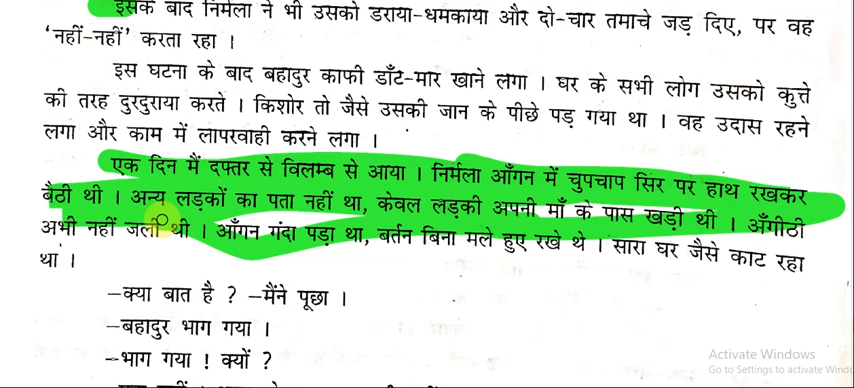 इसके बाद निर्मला ने भी उसको डराया-धमकाया और दो-चार तमाचे जड़ दिए, पर वह
‘नहीं-नहीं’ करता रहा ।
इस घटना के बाद बहादुर काफी डाँट-मार खाने लगा । घर के सभी लोग उसको कुत्ते
की तरह दुरदुराया करते । किशोर तो जैसे उसकी जान के पीछे पड़ गया था । वह उदास रहने
लगा और काम में लापरवाही करने लगा ।
एक दिन मैं दफ्तर से विलम्ब से आया । निर्मला आँगन में चुपचाप सिर पर हाथ रखकर
बैठी थी । अन्य लड़कों का पता नहीं था, केवल लड़की अपनी माँ के पास खड़ी थी । अँगीठी
अभी नहीं जली थी । आँगन गंदा पड़ा था, बर्तन बिना मले हुए रखे थे । सारा घर जैसे काट रहा
था ।
–क्या बात है ? –मैंने पूछा ।
–बहादुर भाग गया ।
–भाग गया ! क्यों ?
Activate Windows
Go to Settings to activate Windo